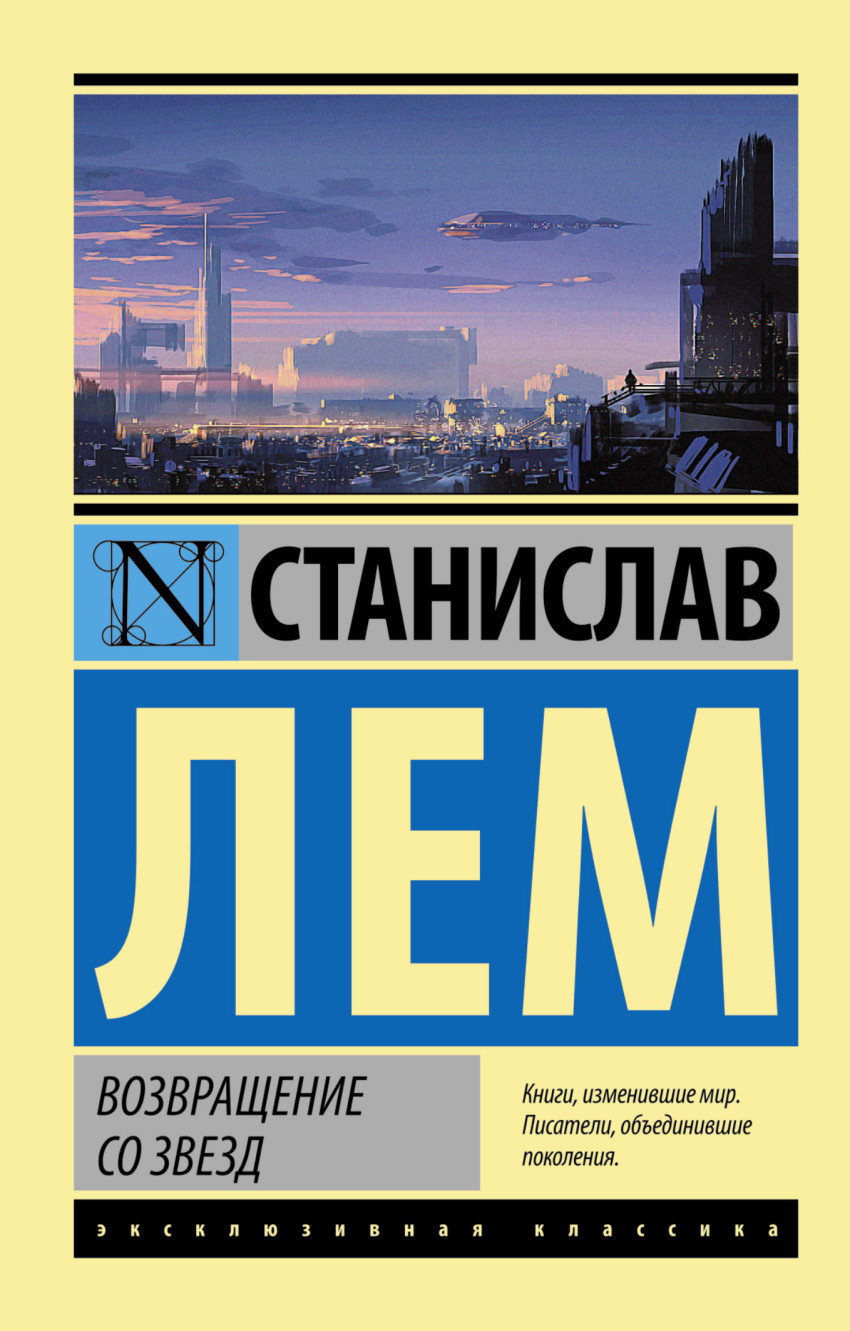 N
СТАНИСЛАВ
ЛЕМ
ВОЗВРАЩЕНИЕ
СО ЗВЕЗД
Книги, изменившие мир.
Писатели, объединившие
поколения.
эксклюзивная классика